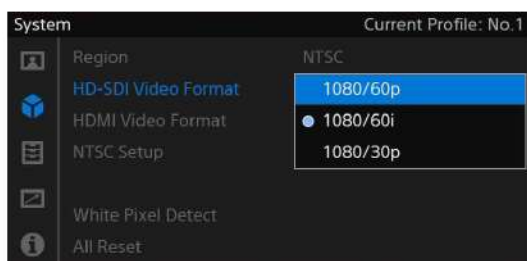 System Current Profile: No.1
Region NTSC
HD-SDI Video Format 1080/60p
HDMI Video Format 1080/60i
NTSC Setup 1080/30p
White Pixel Detect
All Reset